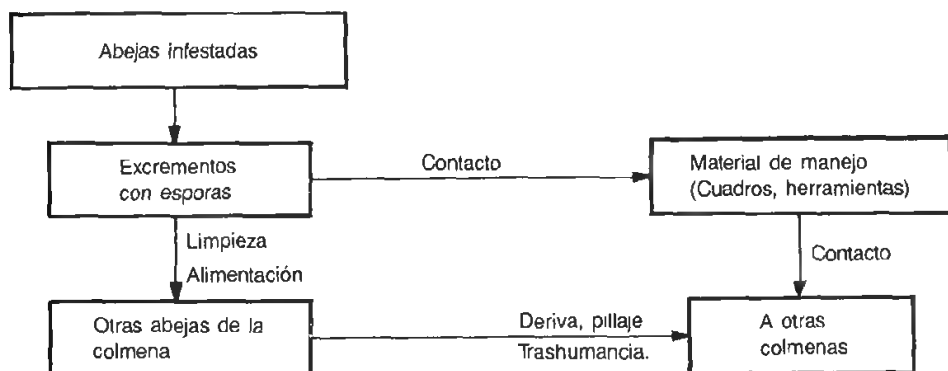 Abejas infestadas
Excrementos
con esporas
Contacto
Material de manejo
(Cuadros, herramientas)
Limpieza
Alimentación
Contacto
Otras abejas de la
colmena
Deriva, pillaje
Trashumancia.
A otras
colmenas